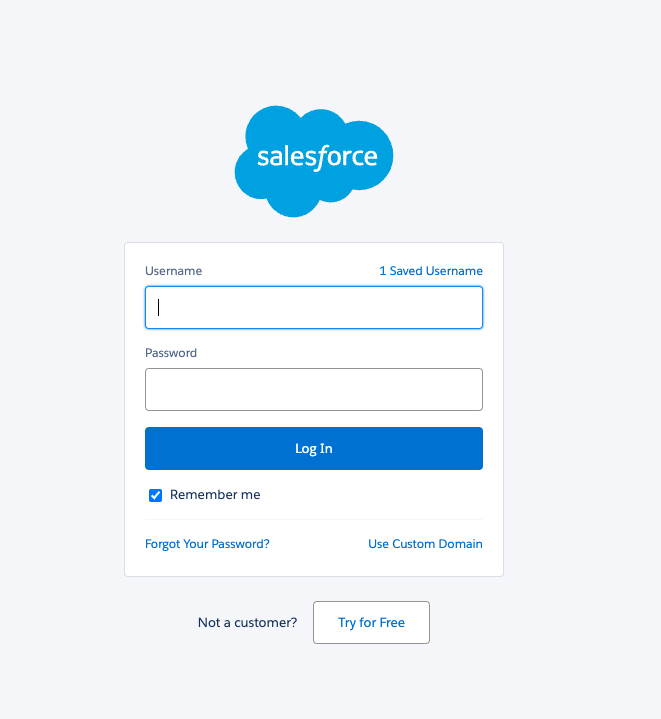 salesforce
Username 1 Saved Username
Password
Log In
Remember me
Forgot Your Password? Use Custom Domain
Not a customer? Try for Free